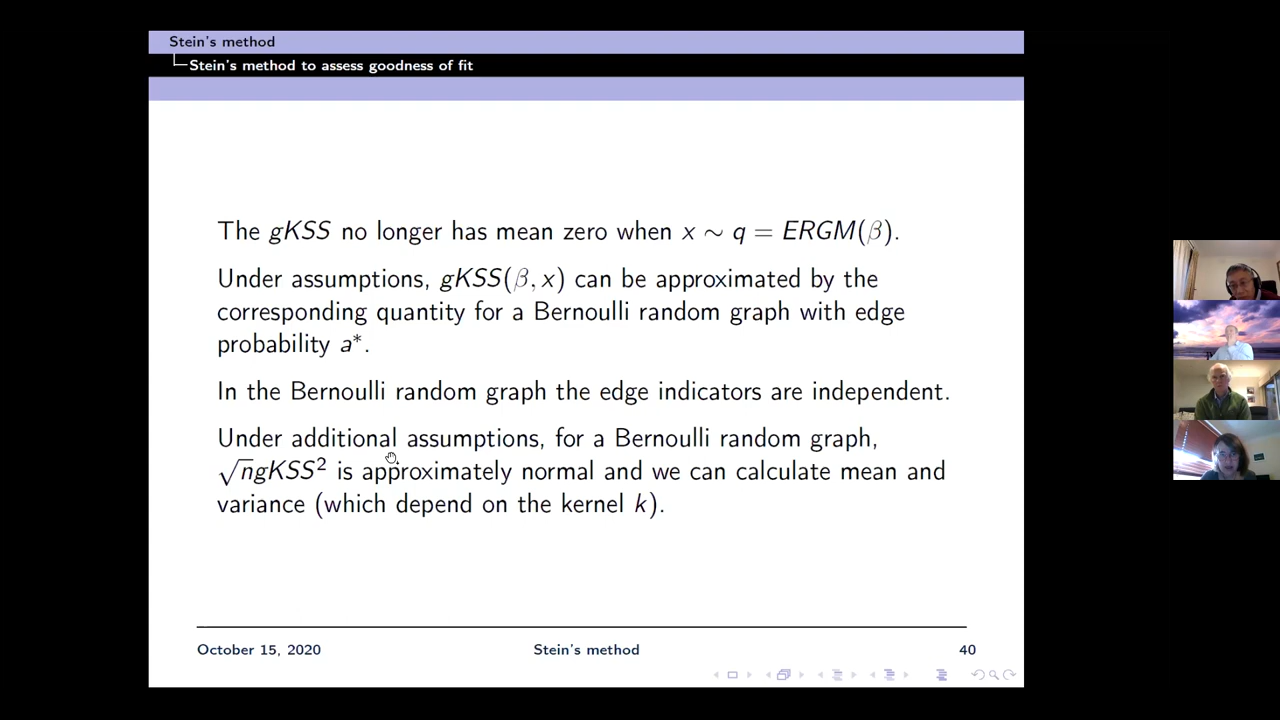 Stein's method
Stein's method to assess goodness of fit
The gKSS no longer has mean zero when x ∼ q = ERGM(β).
Under assumptions, gKSS(β, x) can be approximated by the
corresponding quantity for a Bernoulli random graph with edge
probability a*.
In the Bernoulli random graph the edge indicators are independent.
Under additional assumptions, for a Bernoulli random graph,
√ngKSS² is approximately normal and we can calculate mean and
variance (which depend on the kernel k).
October 15, 2020 Stein's method 40